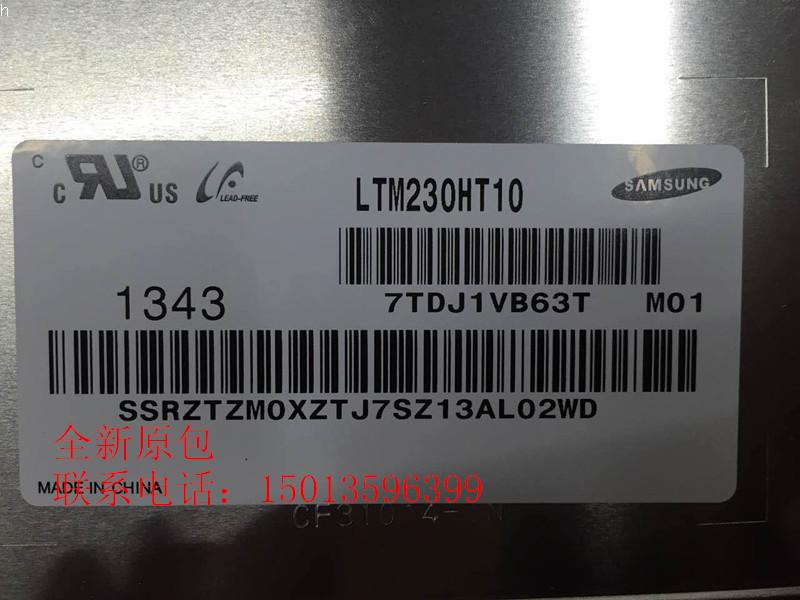 h
C
c RU® US
LEAD-FREE
LTM230HT10
SAMSUNG
1343
7TDJ1VB63T M01
SSRZTZM0XZTJ7SZ13AL02WD
全新原包
MADE IN CHINA
联系电话：15013596399